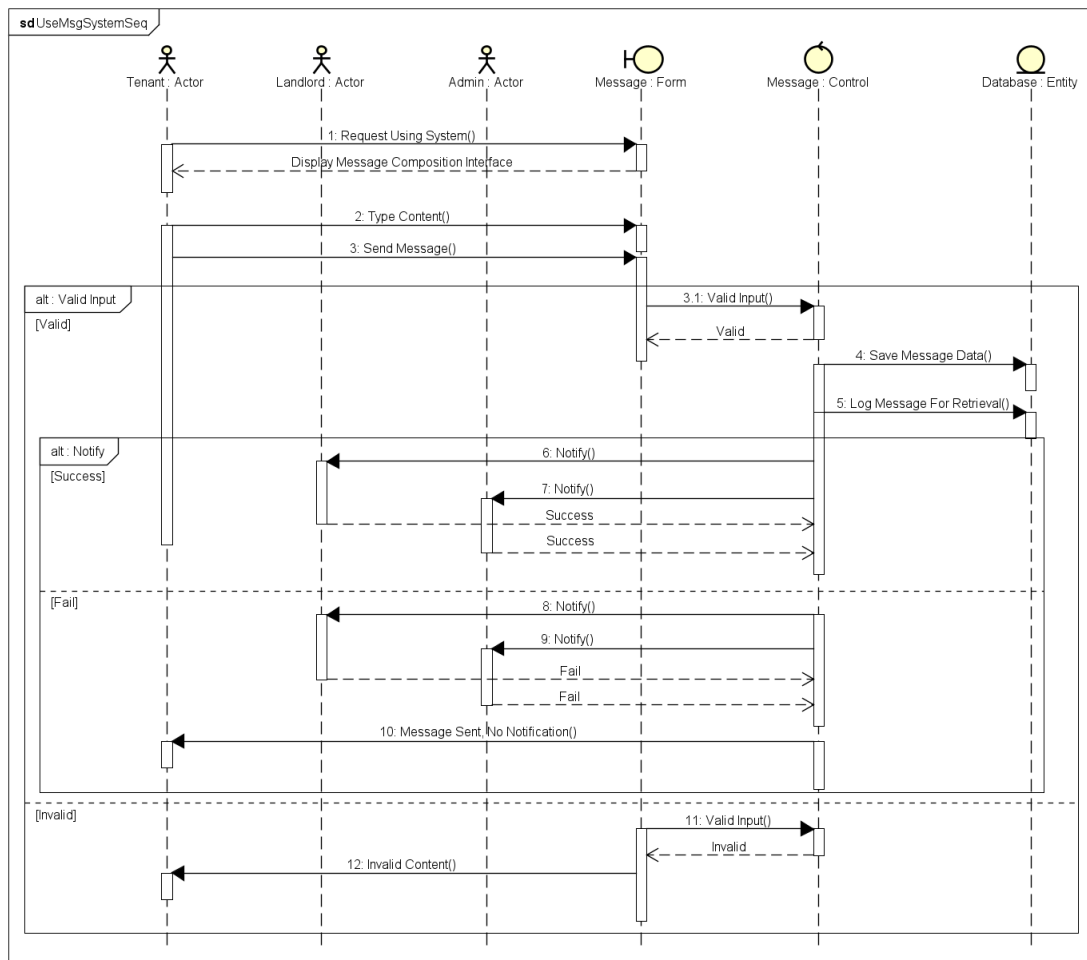 sd UseMsgSystemSeq
Tenant : Actor
Landlord : Actor
Admin : Actor
Message : Form
Message : Control
Database : Entity
1: Request Using System()
Display Message Composition Interface
2: Type Content()
3: Send Message()
alt : Valid Input
[Valid]
3.1: Valid Input()
Valid
4: Save Message Data()
5: Log Message For Retrieval()
alt : Notify
[Success]
6: Notify()
7: Notify()
Success
Success
[Fail]
8: Notify()
9: Notify()
Fail
Fail
10: Message Sent, No Notification()
[Invalid]
11: Valid Input()
Invalid
12: Invalid Content()